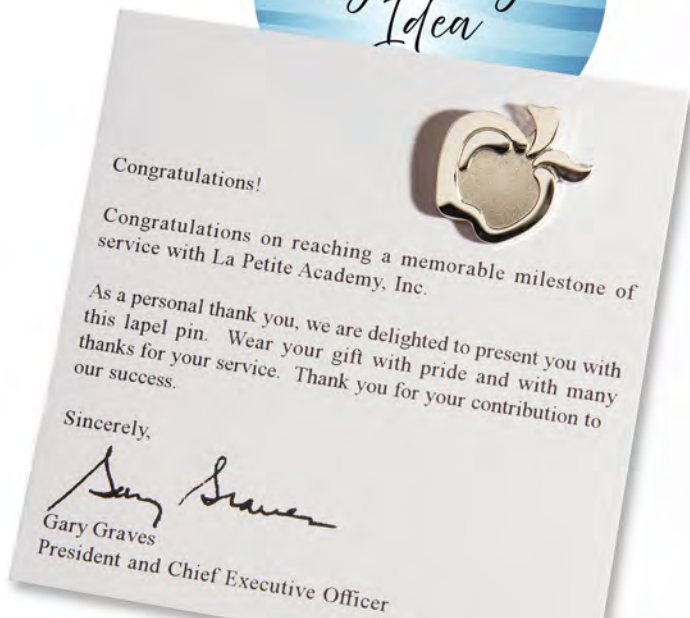 Idea
Congratulations!
Congratulations on reaching a memorable milestone of
service with La Petite Academy, Inc.
As a personal thank you, we are delighted to present you with
this lapel pin. Wear your gift with pride and with many
thanks for your service. Thank you for your contribution to
our success.
Sincerely,
Gary Graves
Gary Graves
President and Chief Executive Officer